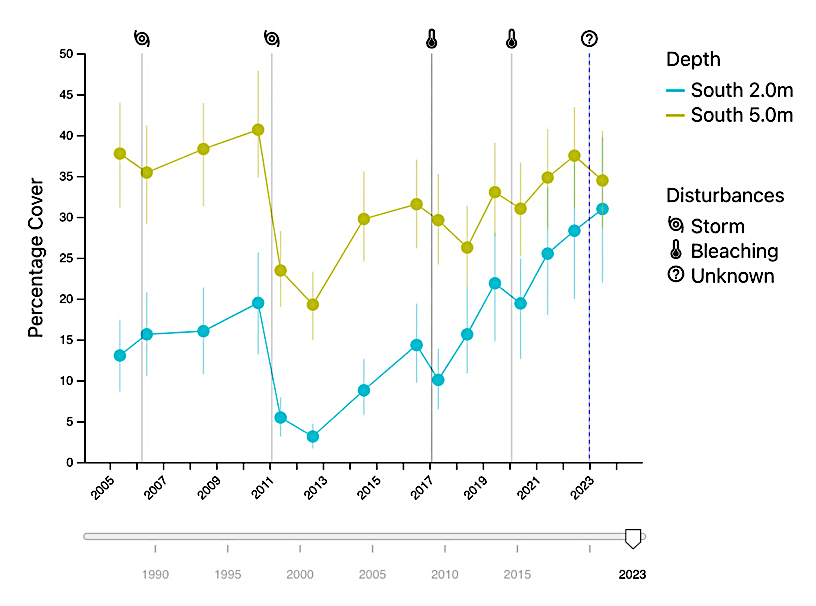 50
45
40
35
30
25
20
15
10
5
0
Percentage Cover
2005
2007
2009
2011
2013
2015
2017
2019
2021
2023
Depth
South 2.0m
South 5.0m
Disturbances
Storm
Bleaching
? Unknown
?
1990 1995 2000 2005 2010 2015 2023